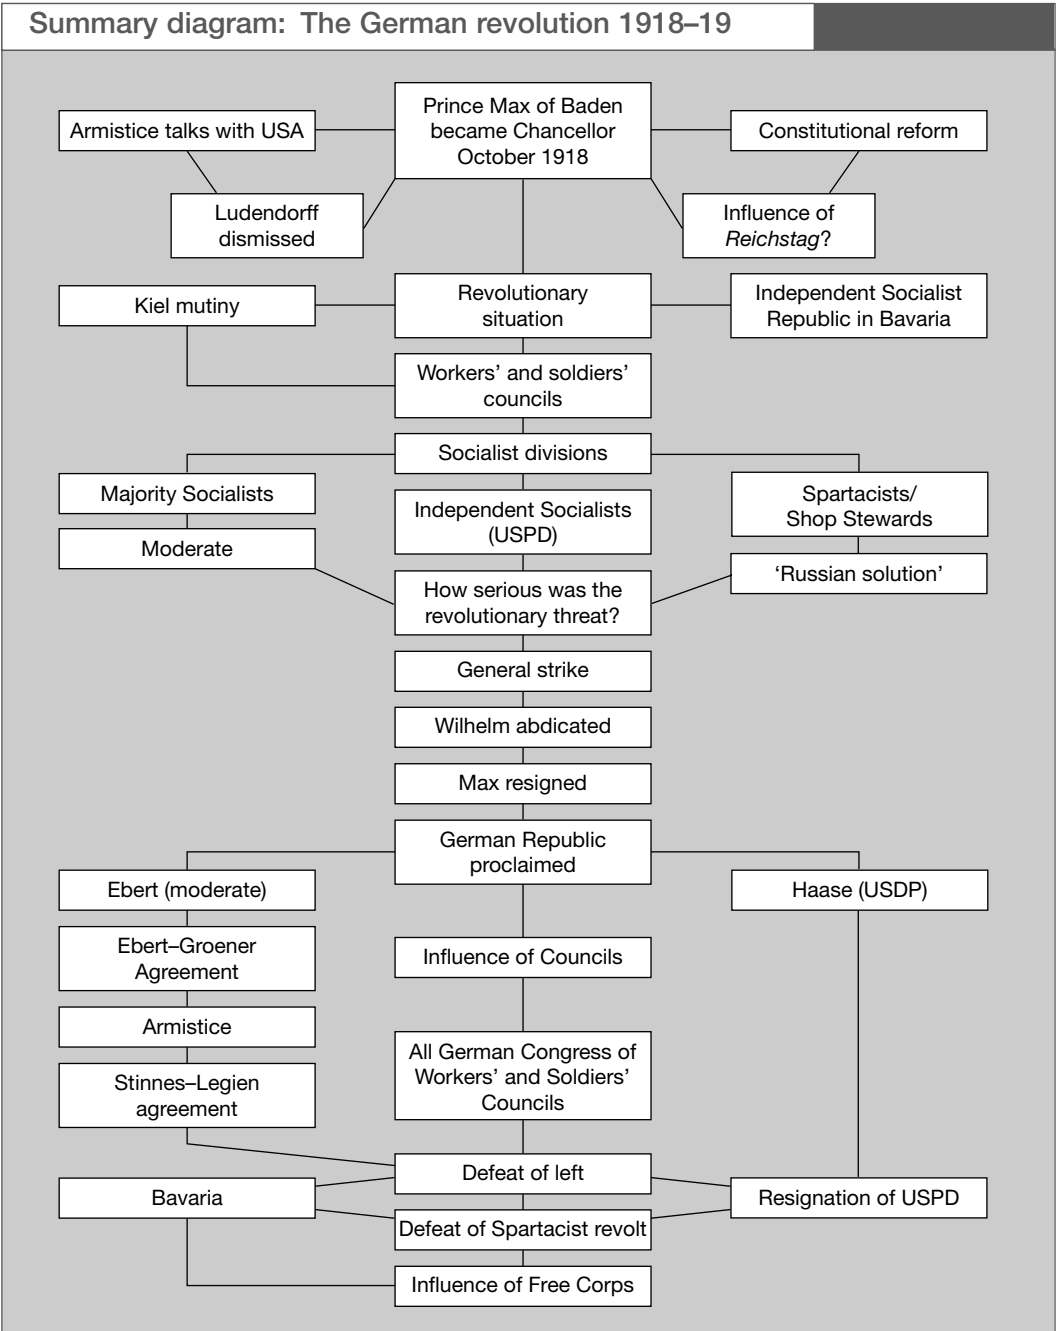 Summary diagram: The German revolution 1918–19
Armistice talks with USA
Prince Max of Baden
became Chancellor
October 1918
Constitutional reform
Ludendorff
dismissed
Influence of
Reichstag?
Kiel mutiny
Revolutionary
situation
Independent Socialist
Republic in Bavaria
Workers’ and soldiers’
councils
Socialist divisions
Majority Socialists
Moderate
Independent Socialists
(USPD)
Spartacists/
Shop Stewards
‘Russian solution’
How serious was the
revolutionary threat?
General strike
Wilhelm abdicated
Max resigned
German Republic
proclaimed
Ebert (moderate)
Haase (USDP)
Ebert–Groener
Agreement
Influence of Councils
Armistice
Stinnes–Legien
agreement
All German Congress of
Workers’ and Soldiers’
Councils
Defeat of left
Bavaria
Resignation of USPD
Defeat of Spartacist revolt
Influence of Free Corps